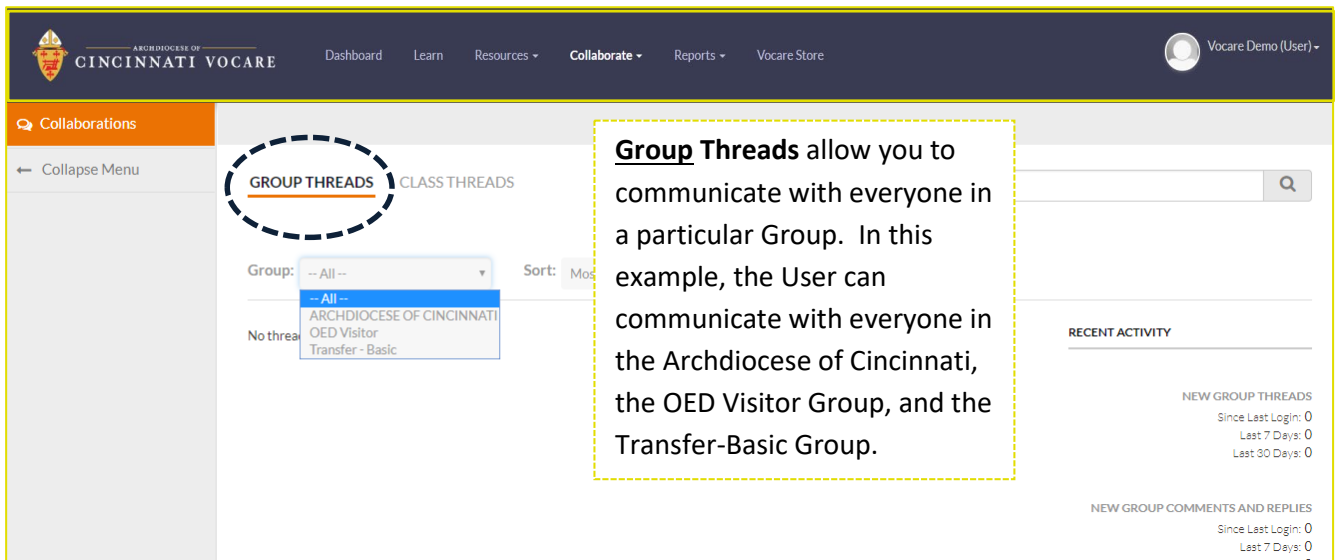 ARCHDIOCESE OF
CINCINNATI VOCARE
Dashboard Learn Resources Collaborate Reports Vocare Store
Vocare Demo (User)
Collaborations
← Collapse Menu
GROUP THREADS CLASS THREADS
Group: -- All -- Sort:
-- All --
ARCHDIOCESE OF CINCINNATI
OED Visitor
Transfer - Basic
Group Threads allow you to
communicate with everyone in
a particular Group. In this
example, the User can
communicate with everyone in
the Archdiocese of Cincinnati,
the OED Visitor Group, and the
Transfer-Basic Group.
RECENT ACTIVITY
NEW GROUP THREADS
Since Last Login: 0
Last 7 Days: 0
Last 30 Days: 0
NEW GROUP COMMENTS AND REPLIES
Since Last Login: 0
Last 7 Days: 0